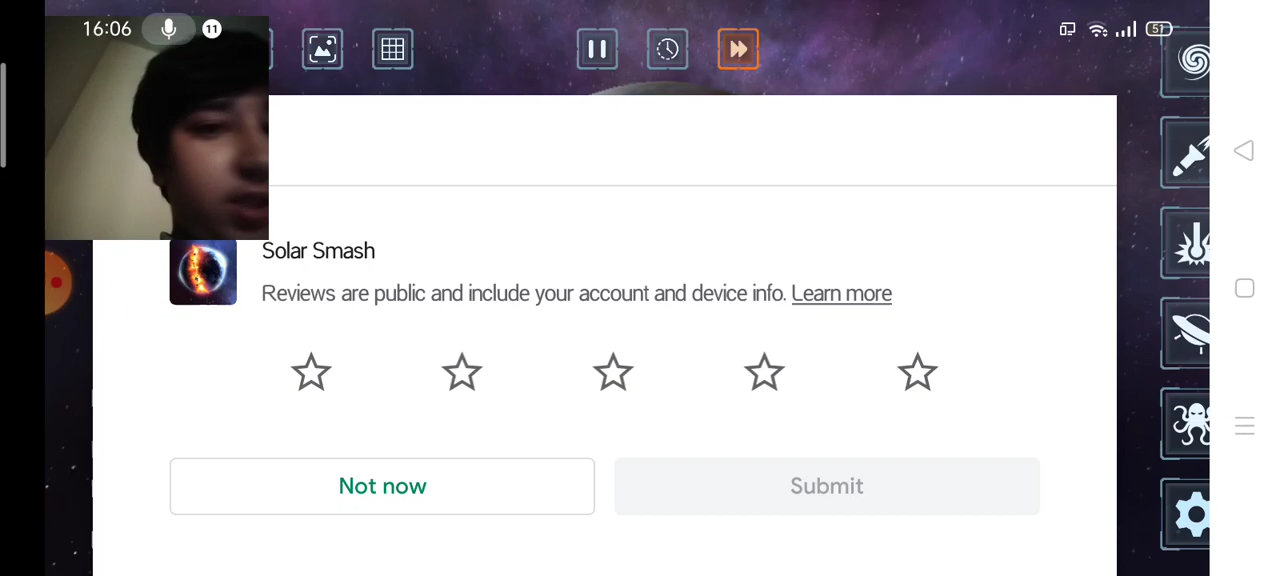 16:06
11
51
Solar Smash
Reviews are public and include your account and device info. Learn more
Not now
Submit